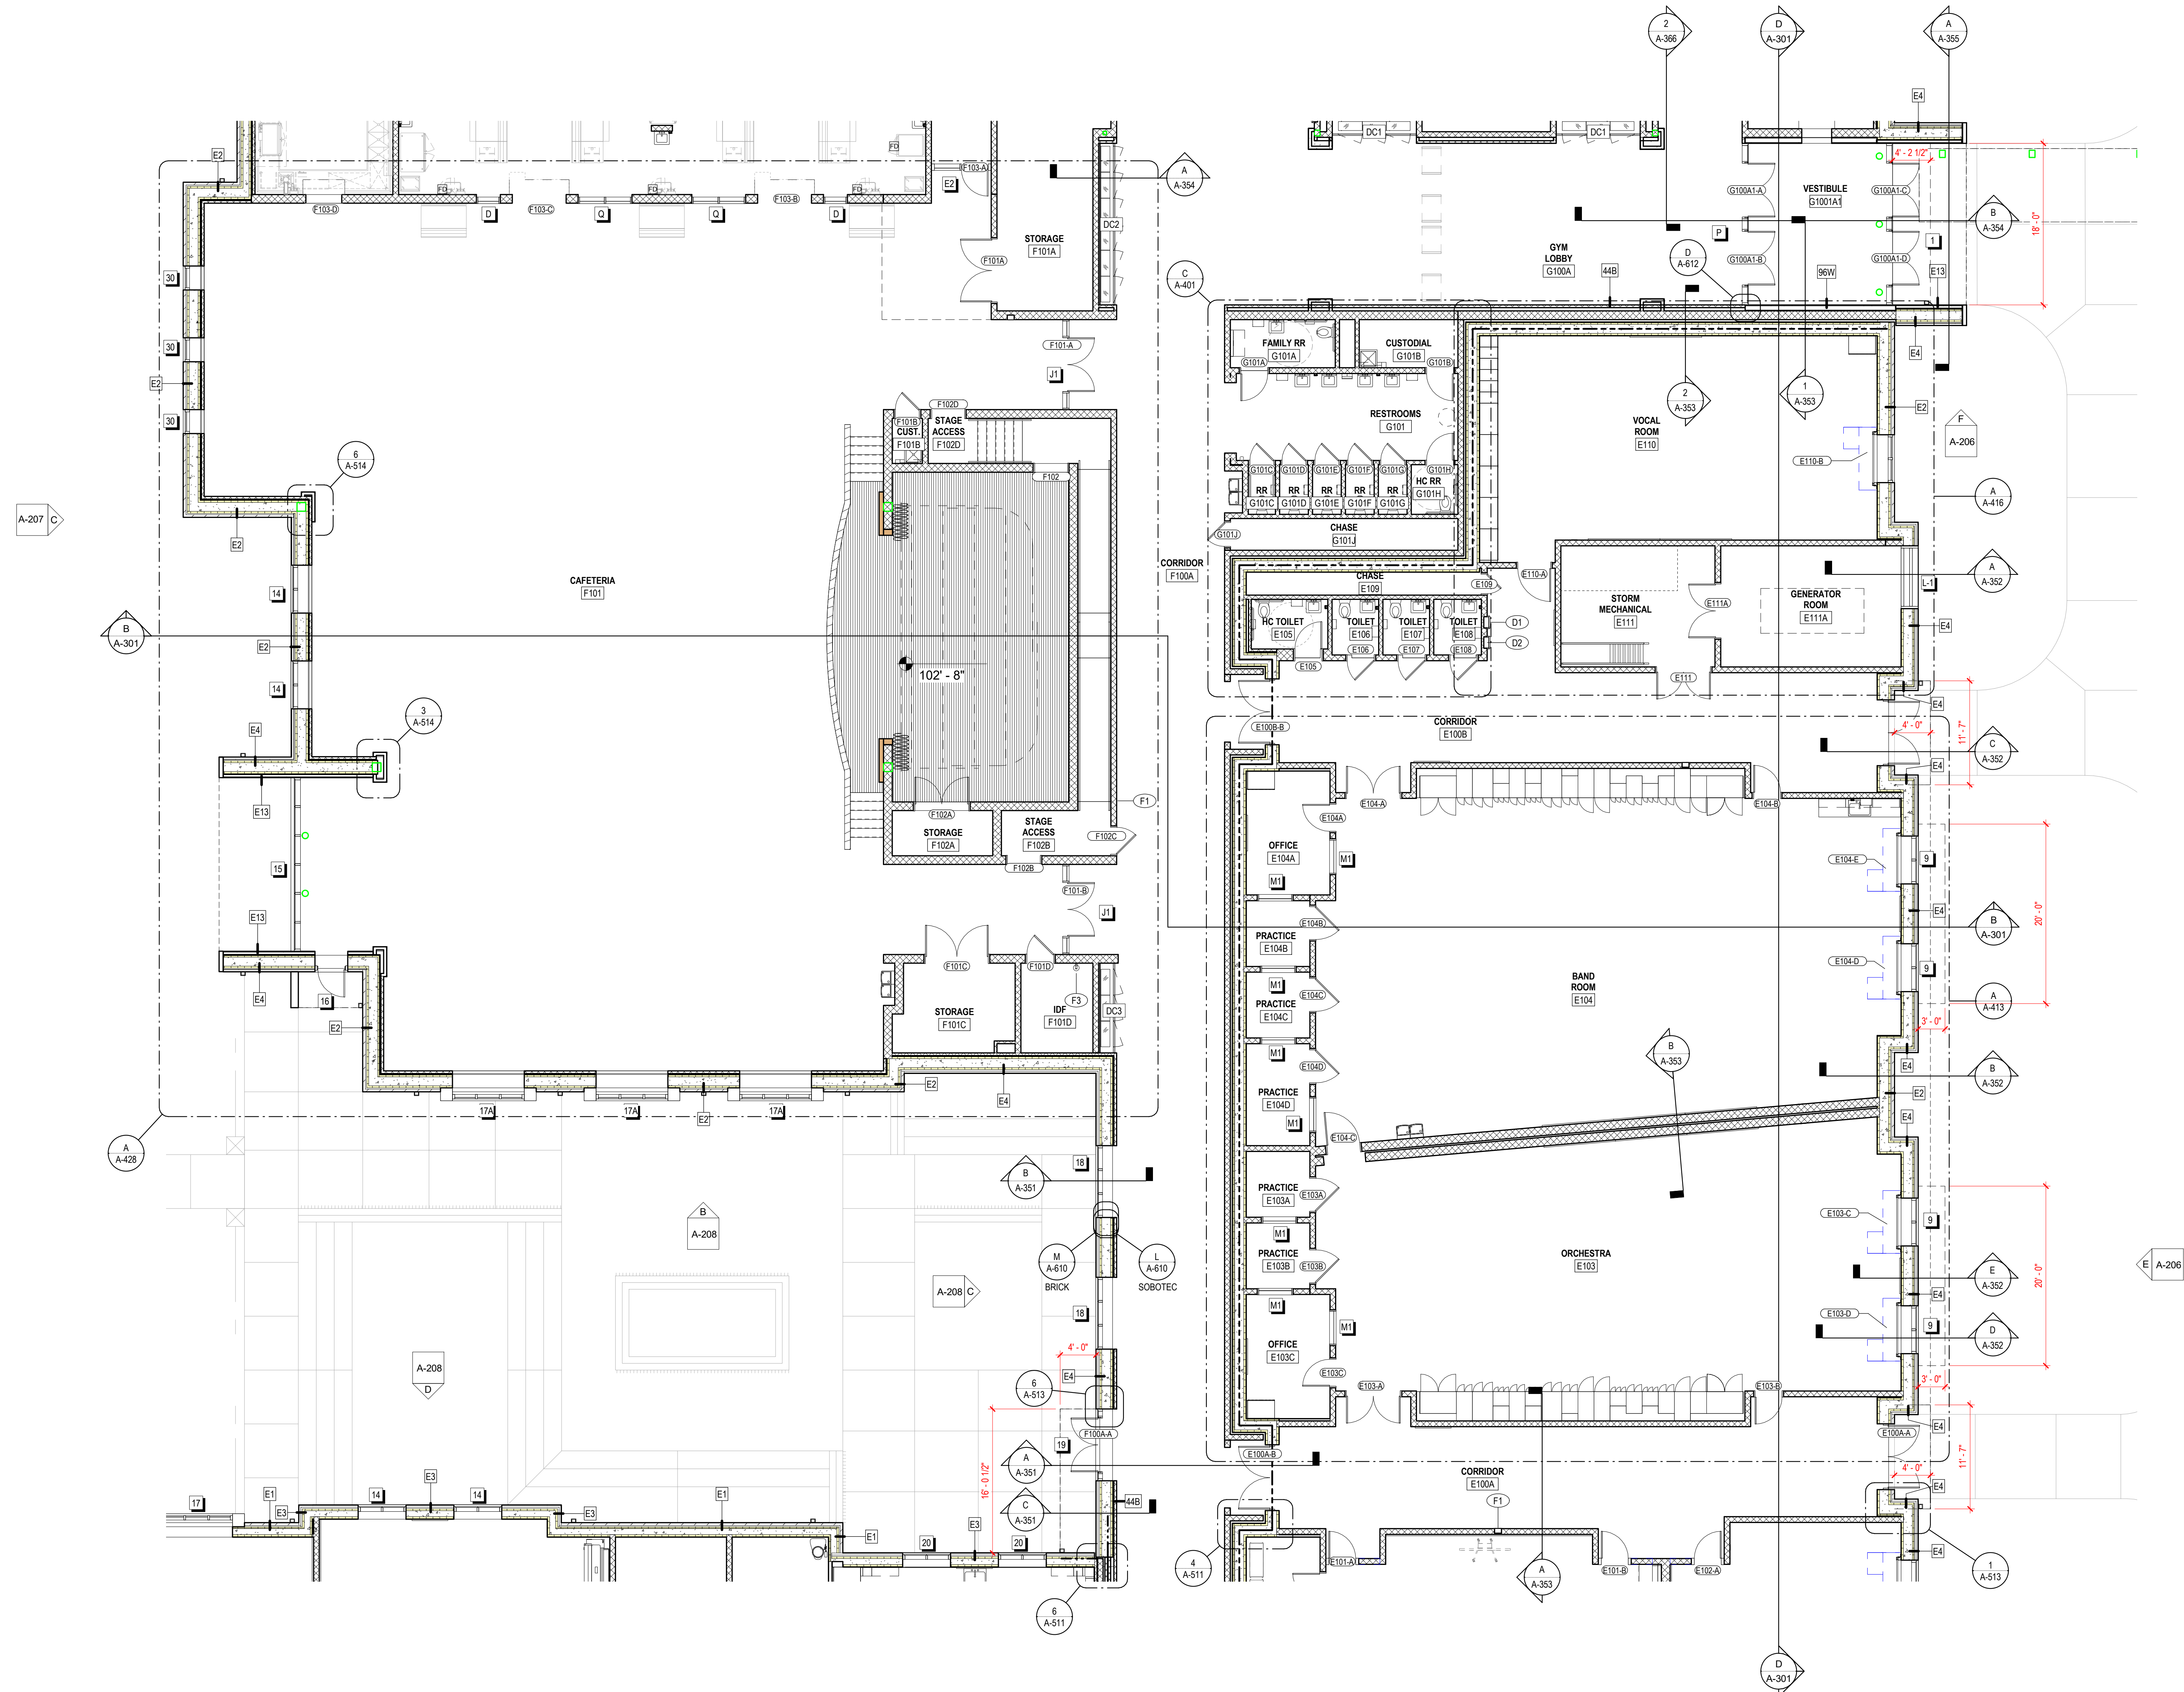 2
A-366
D
A-301
A
A-355
E4
DC1
DC1
4' - 2 1/2"
18' - 0"
E2
FD
FD
FD
FD
F103-A
E2
A
A-354
F103-D
D
F103-C
Q
Q
F103-B
D
DC2
STORAGE
F101A
F101A
G100A1-A
VESTIBULE
G1001A1
G100A1-C
B
A-354
P
1
GYM
LOBBY
G100A
D
A-612
G100A1-B
G100A1-D
44B
96W
E13
C
A-401
30
30
30
E2
F101-A
J1
FAMILY RR
G101A
G101A
CUSTODIAL
G101B
G101B
E4
2
A-353
1
A-353
E2
F
A-206
F102D
F101B
CUST.
F101B
STAGE
ACCESS
F102D
F102
RESTROOMS
G101
VOCAL
ROOM
E110
E110-B
6
A-514
A-207
C
E2
G101C
G101D
G101E
G101F
G101G
G101H
RR
RR
RR
RR
RR
HC RR
G101H
G101C
G101D
G101E
G101F
G101G
A
A-416
G101J
CHASE
G101J
CORRIDOR
F100A
CAFETERIA
F101
14
CHASE
E109
E109
E110-A
STORM
MECHANICAL
E111
E111A
GENERATOR
ROOM
E111A
L-1
A
A-352
B
A-301
E2
14
102' - 8"
HC TOILET
E105
TOILET
E106
TOILET
E107
TOILET
E108
D1
D2
E105
E106
E107
E108
E111
E4
E4
3
A-514
E4
E13
E100B-B
CORRIDOR
E100B
4' - 0"
11' - 7"
C
A-352
E4
F1
F102A
STORAGE
F102A
STAGE
ACCESS
F102B
F102C
F102B
15
F101-B
J1
E104-A
E104-B
E104A
OFFICE
E104A
M1
M1
E104-E
9
20' - 0"
E13
E4
16
E2
E104B
PRACTICE
E104B
E4
B
A-301
F101C
F101D
F3
STORAGE
F101C
IDF
F101D
DC3
M1
E104C
PRACTICE
E104C
BAND
ROOM
E104
E104-D
9
A
A-413
3' - 0"
M1
E104D
PRACTICE
E104D
M1
E104-C
B
A-353
E4
B
A-352
E2
E4
E2
E4
17A
17A
17A
E2
A
A-428
B
A-351
18
PRACTICE
E103A
E103A
E103-C
9
B
A-208
M
A-610
BRICK
L
A-610
SOBOTEC
M1
PRACTICE
E103B
E103B
ORCHESTRA
E103
20' - 0"
E
A-206
E
A-352
E4
A-208
C
18
M1
M1
E103-D
9
D
A-352
OFFICE
E103C
E103C
4' - 0"
E4
6
A-513
A-208
D
E103-A
E103-B
3' - 0"
F100A-A
19
16' - 0 1/2"
A
A-351
E100A-B
E4
E100A-A
11' - 7"
4' - 0"
CORRIDOR
E100A
F1
C
A-351
44B
E4
17
E1
E3
14
E3
14
E3
E1
E1
20
E3
20
4
A-511
E101-A
A
A-353
E101-B
E102-A
E4
1
A-513
6
A-511
D
A-301